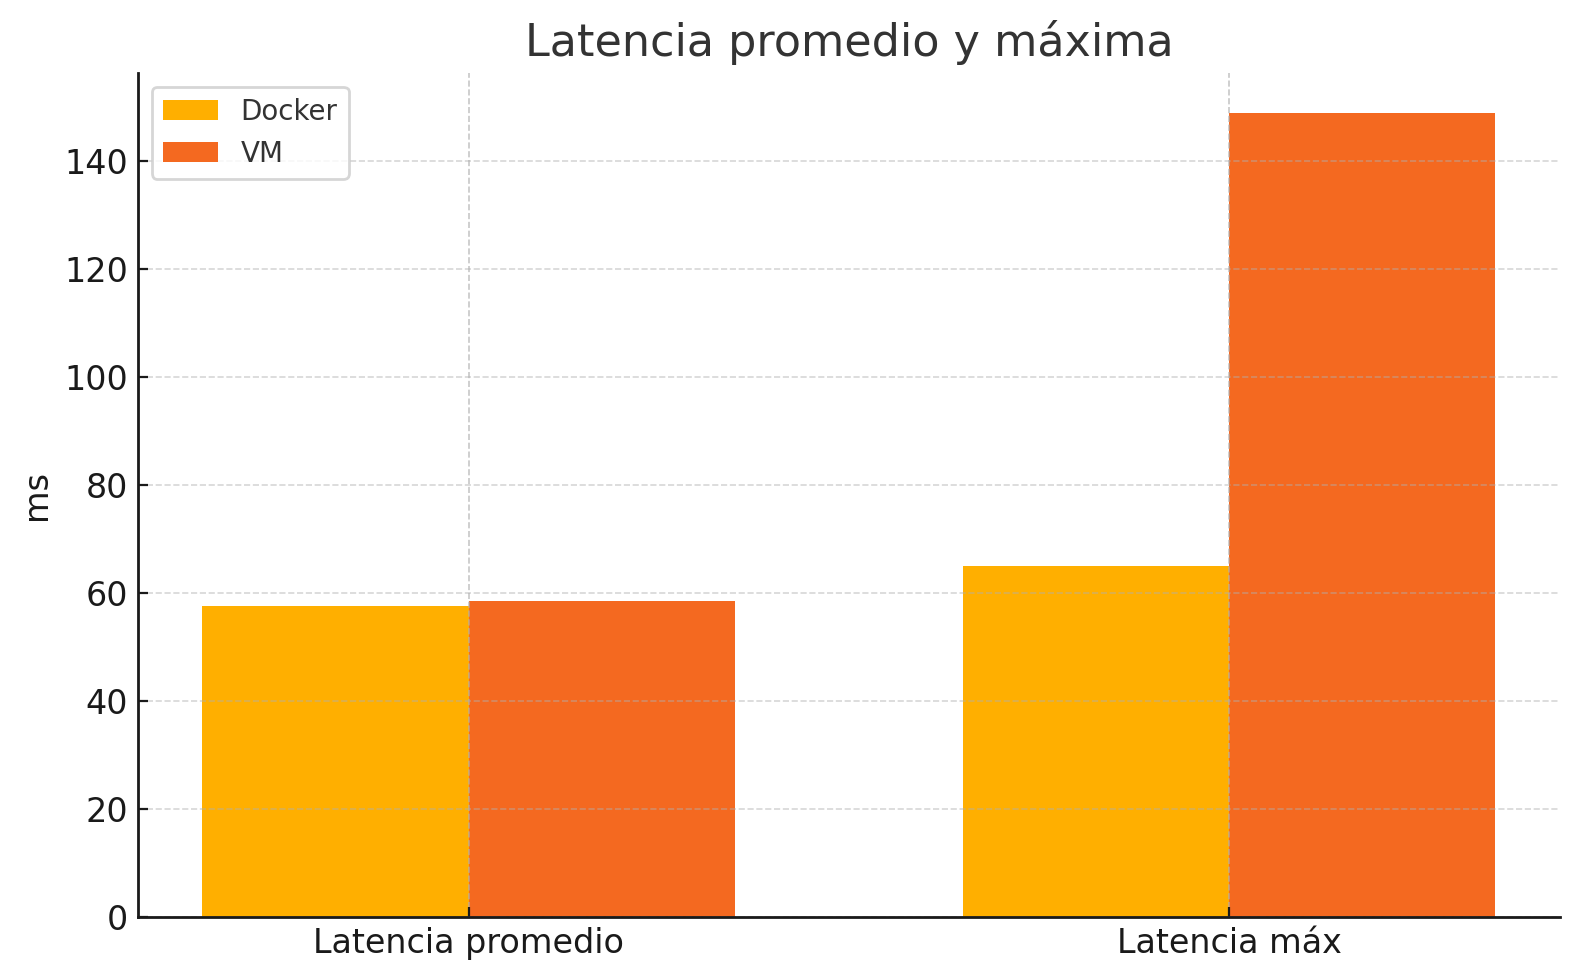 Latencia promedio y máxima
Docker
VM
140
120
100
80
60
40
20
0
ms
Latencia promedio
Latencia máx